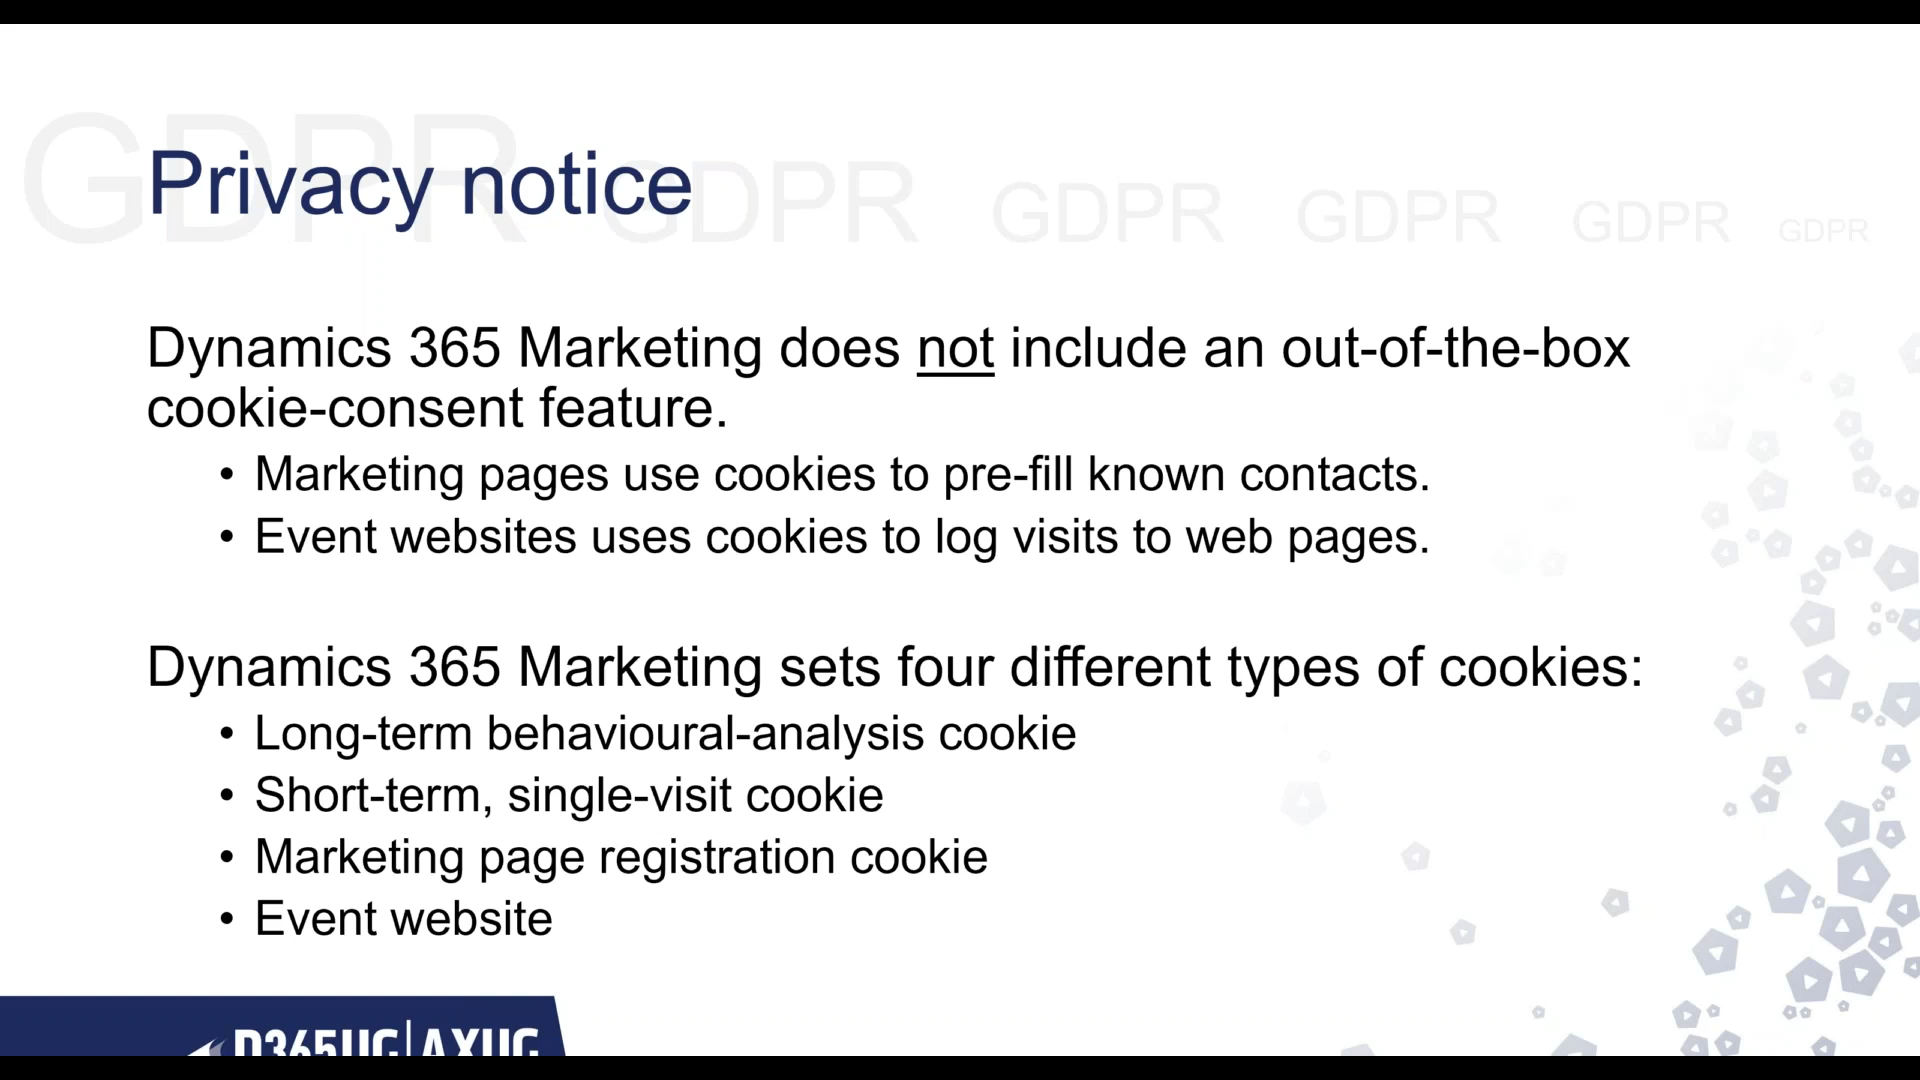 GDPR GDPR GDPR GDPR GDPR GDPR
Privacy notice
Dynamics 365 Marketing does not include an out-of-the-box
cookie-consent feature.
• Marketing pages use cookies to pre-fill known contacts.
• Event websites uses cookies to log visits to web pages.
Dynamics 365 Marketing sets four different types of cookies:
• Long-term behavioural-analysis cookie
• Short-term, single-visit cookie
• Marketing page registration cookie
• Event website
D365UG|AXUG